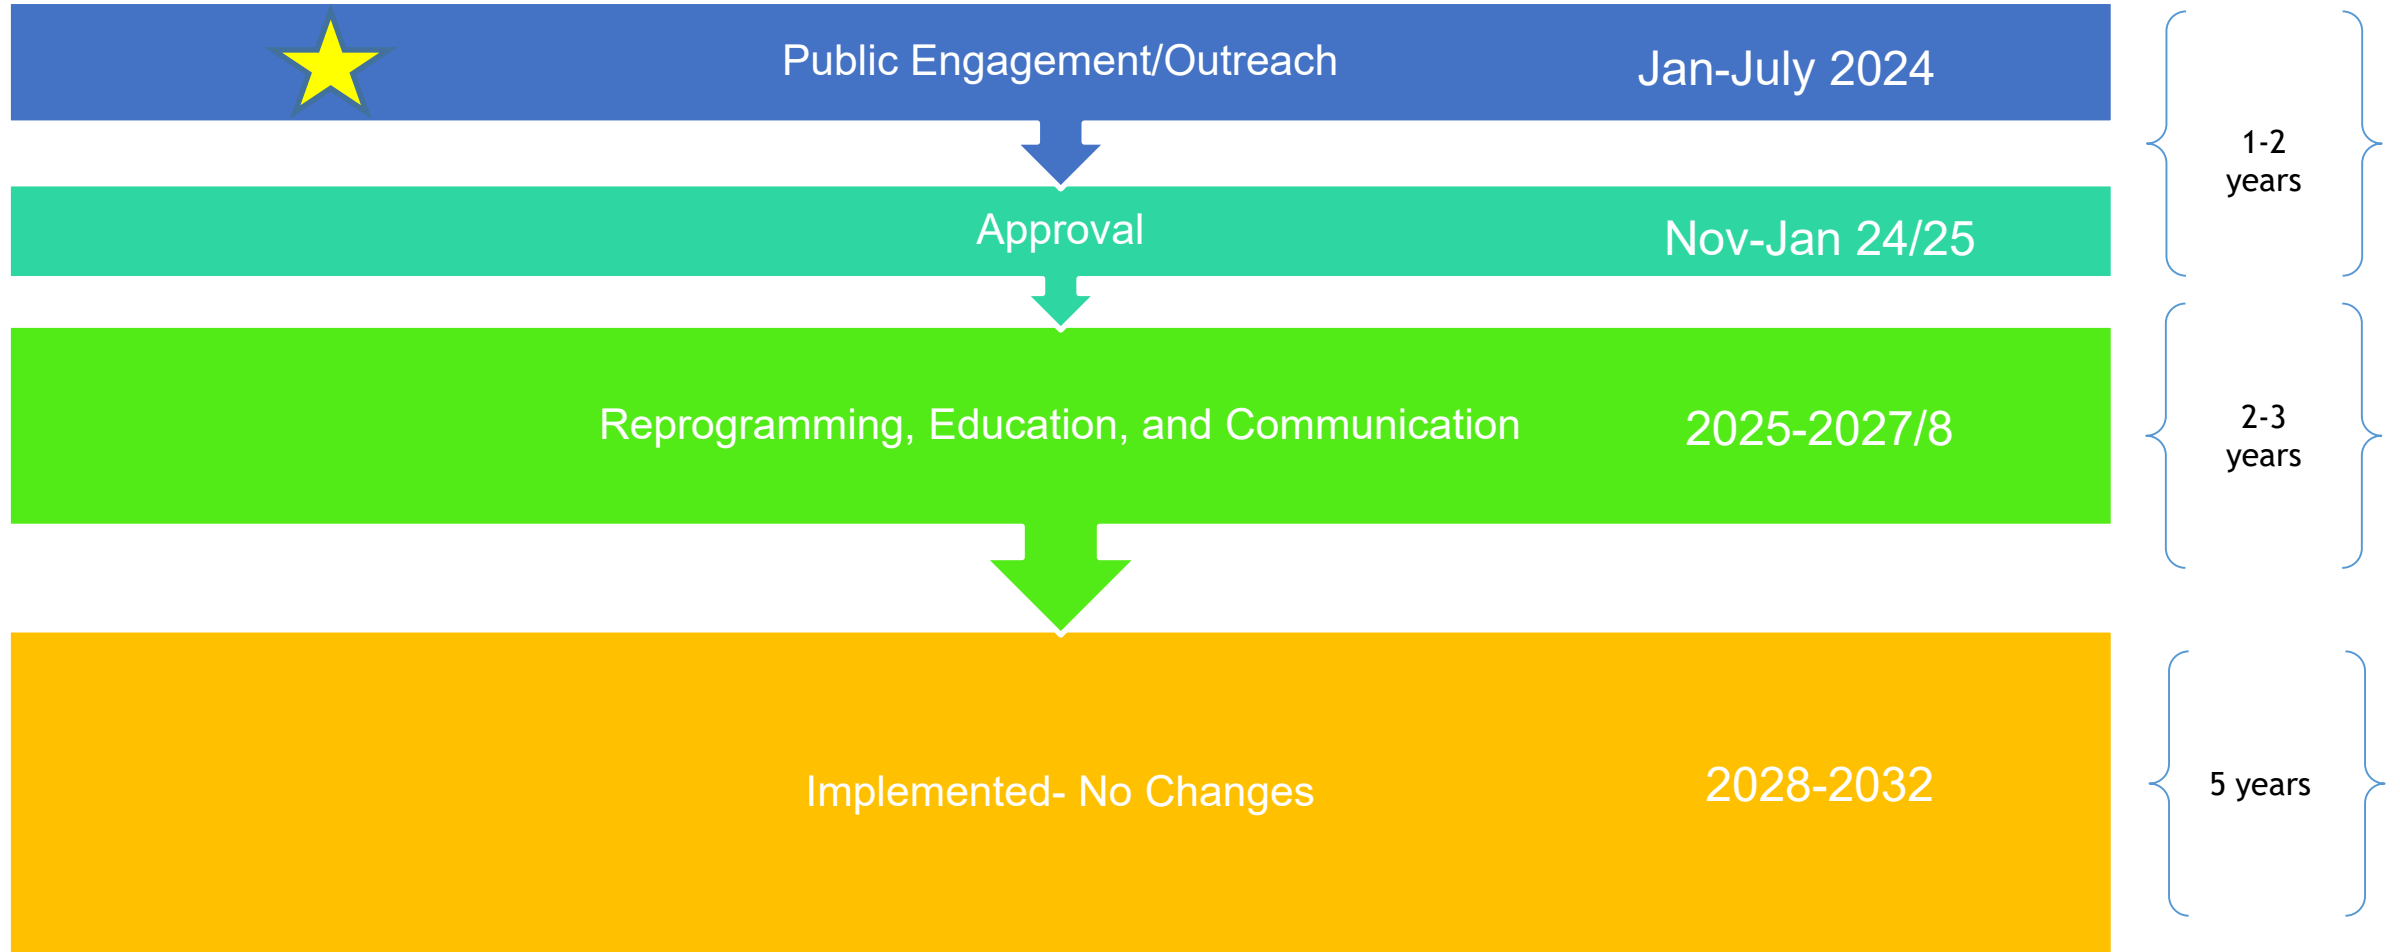 Public Engagement/Outreach
Jan-July 2024
1-2
years
Approval
Nov-Jan 24/25
Reprogramming, Education, and Communication
2025-2027/8
2-3
years
Implemented- No Changes
2028-2032
5 years